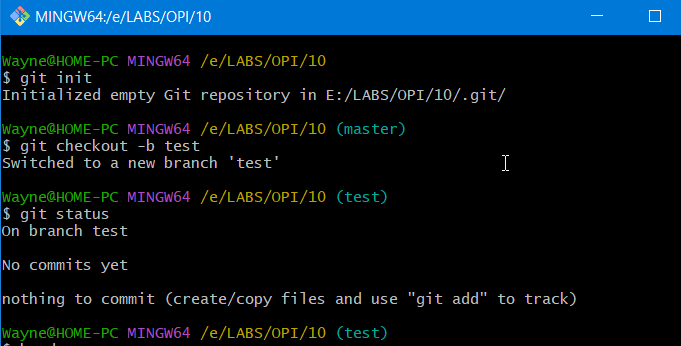 MINGW64:/e/LABS/OPI/10
Wayne@HOME-PC MINGW64 /e/LABS/OPI/10
$ git init
Initialized empty Git repository in E:/LABS/OPI/10/.git/
Wayne@HOME-PC MINGW64 /e/LABS/OPI/10 (master)
$ git checkout -b test
Switched to a new branch 'test'
Wayne@HOME-PC MINGW64 /e/LABS/OPI/10 (test)
$ git status
On branch test
No commits yet
nothing to commit (create/copy files and use "git add" to track)
Wayne@HOME-PC MINGW64 /e/LABS/OPI/10 (test)